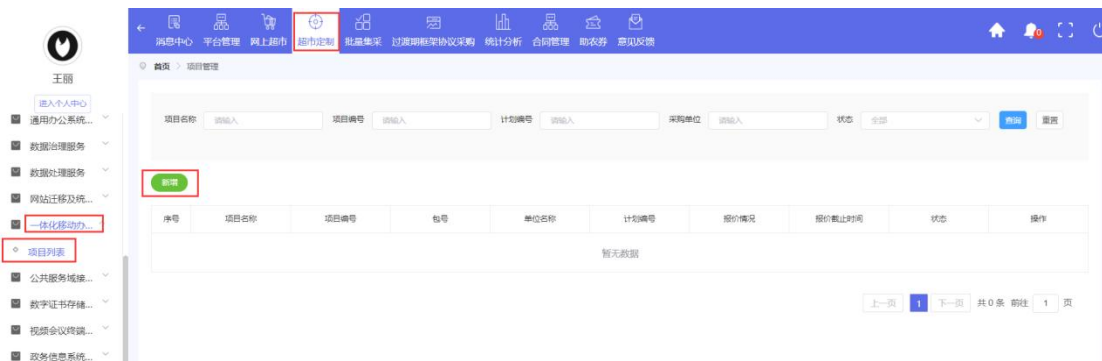 消息中心 平台管理 网上超市 超市定制 批量集采 过渡期框架协议采购 统计分析 合同管理 助农券 意见反馈
王丽
进入个人中心
首页 > 项目管理
通用办公系统...
数据治理服务
数据处理服务
网站迁移及统...
一体化移动办...
项目列表
公共服务域接...
数字证书存储...
视频会议终端...
政务信息系统...
项目名称 请输入 项目编号 请输入 计划编号 请输入 采购单位 请输入 状态 全部 查询 重置
新增
序号 项目名称 项目编号 包号 单位名称 计划编号 报价情况 报价截止时间 状态 操作
暂无数据
上一页 1 下一页 共 0 条 前往 1 页